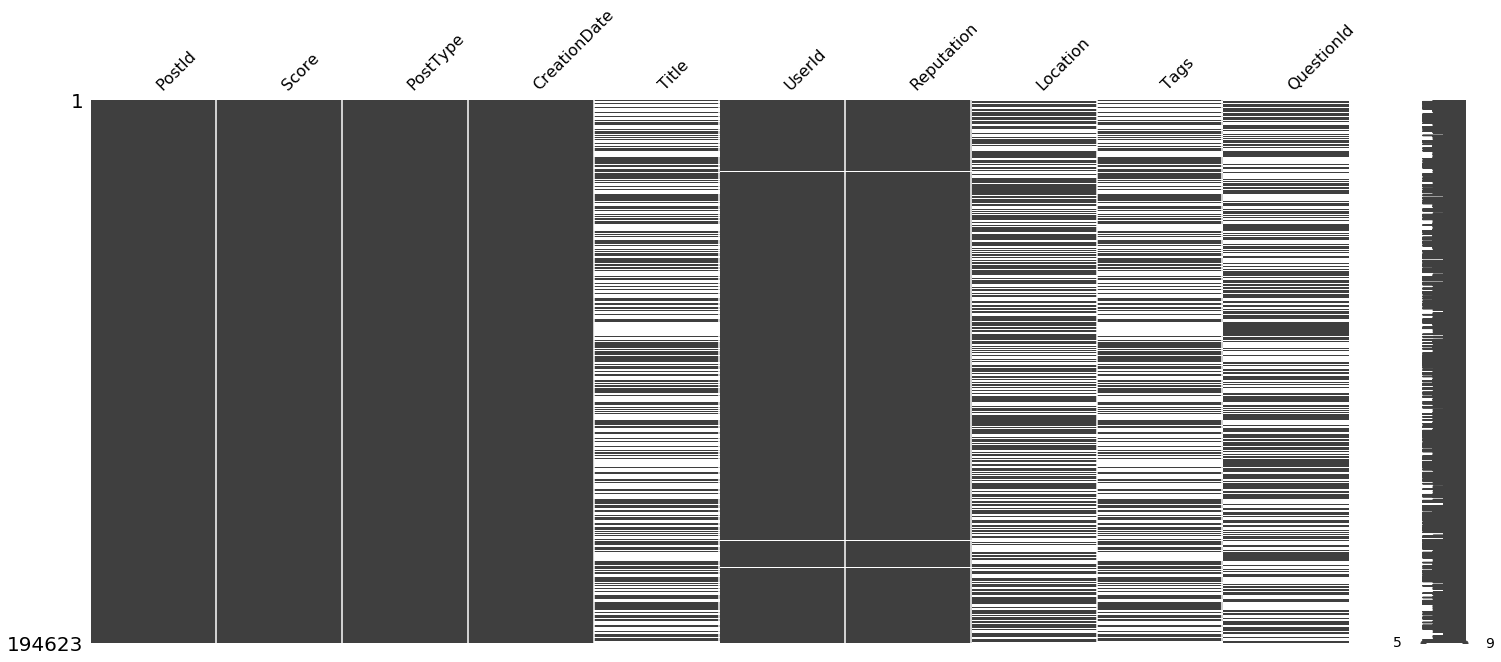 PostId
Score
PostType
CreationDate
Title
UserId
Reputation
Location
Tags
QuestionId
1
194623
5
9